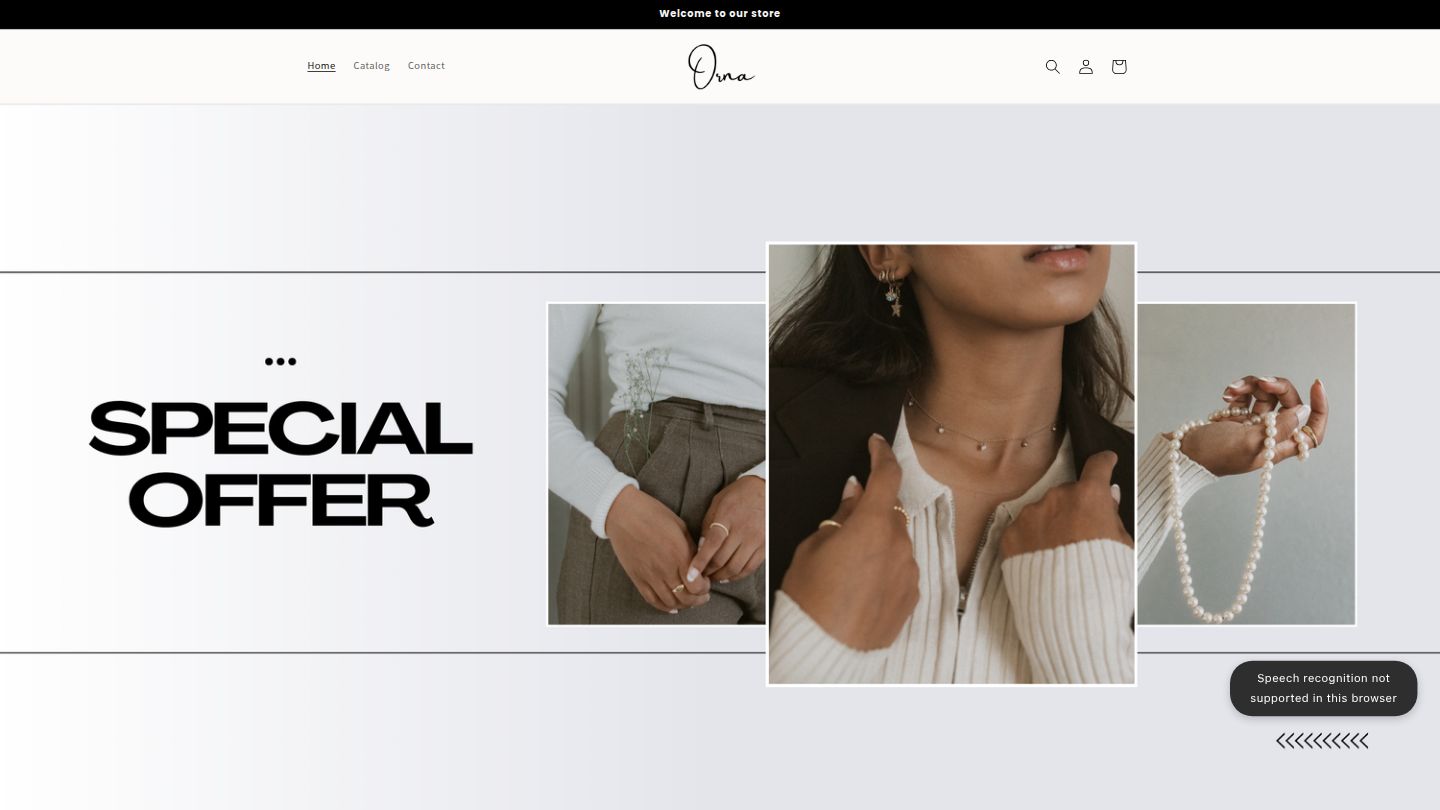 Welcome to our store
Home Catalog Contact
Orna
SPECIAL
OFFER
Speech recognition not
supported in this browser